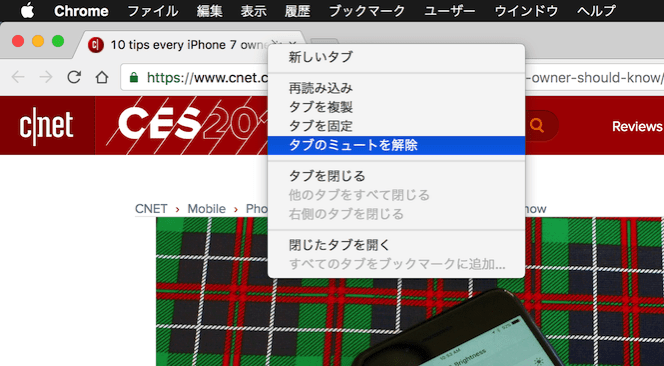 Chrome ファイル 編集 表示 履歴 ブックマーク ユーザー ウインドウ ヘルプ
10 tips every iPhone 7 own
https://www.cnet.c
-owner-should-know/
c|net
CES
Reviews
新しいタブ
再読み込み
タブを複製
タブを固定
タブのミュートを解除
タブを閉じる
他のタブをすべて閉じる
右側のタブを閉じる
閉じたタブを開く
すべてのタブをブックマークに追加...
CNET › Mobile › Pho
now
Brightness